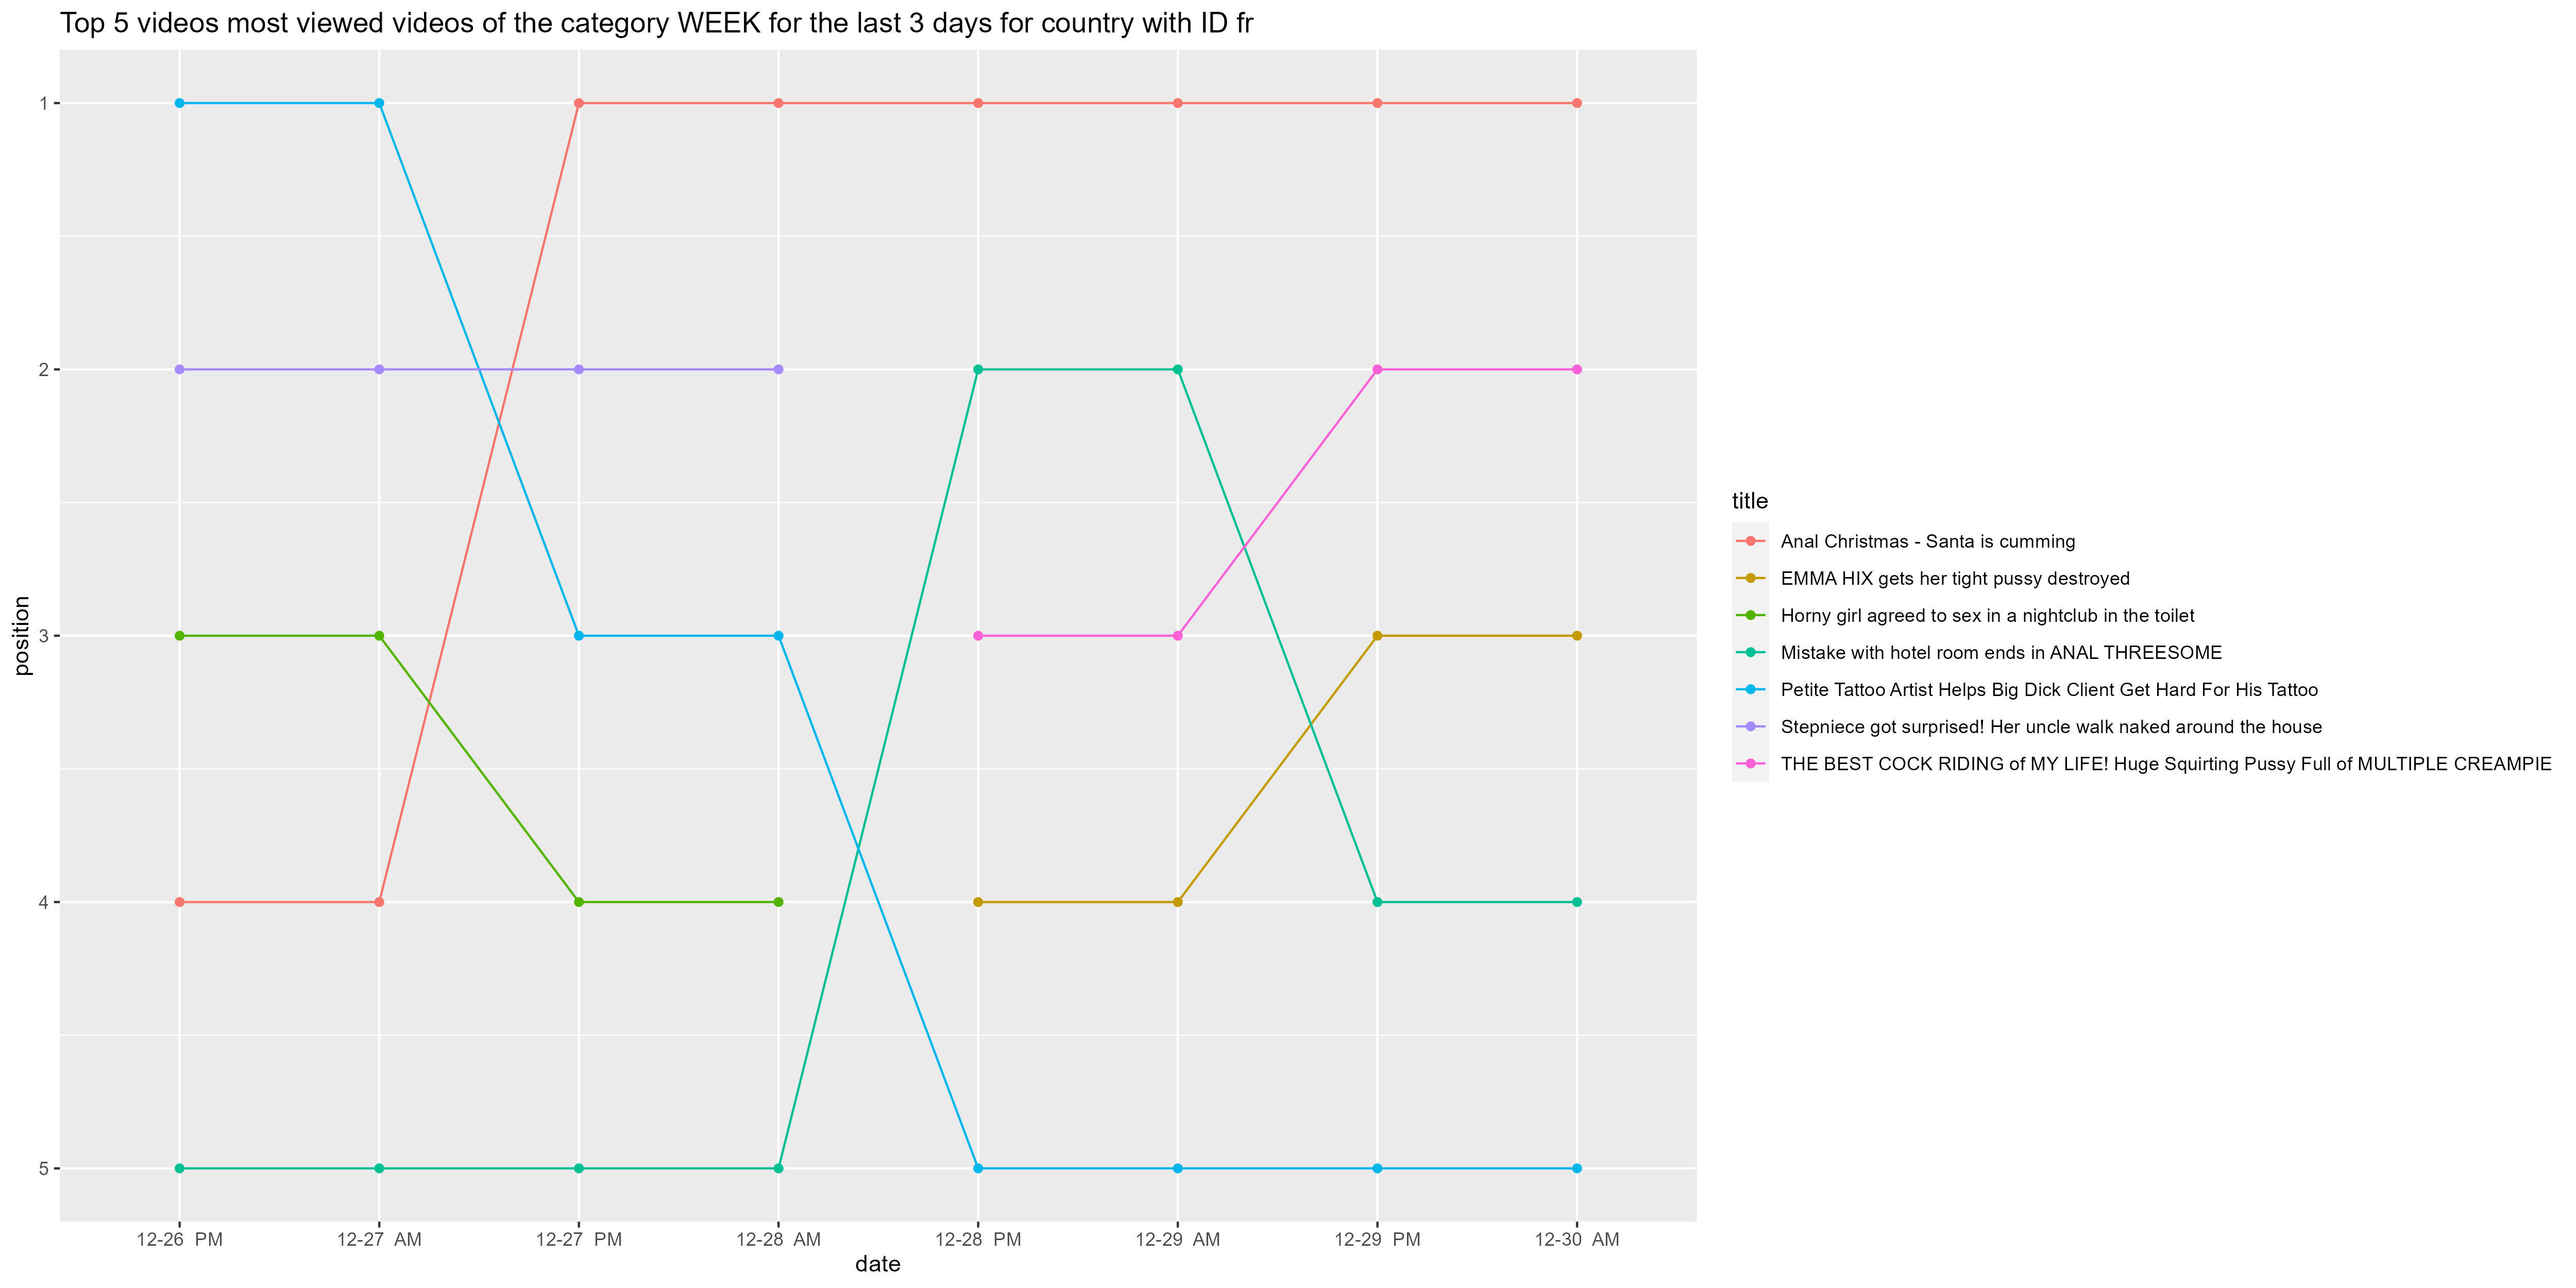 Top 5 videos most viewed videos of the category WEEK for the last 3 days for country with ID fr
1
2
3
4
5
position
12-26 PM
12-27 AM
12-27 PM
12-28 AM
12-28 PM
12-29 AM
12-29 PM
12-30 AM
date
title
Anal Christmas - Santa is cumming
EMMA HIX gets her tight pussy destroyed
Horny girl agreed to sex in a nightclub in the toilet
Mistake with hotel room ends in ANAL THREESOME
Petite Tattoo Artist Helps Big Dick Client Get Hard For His Tattoo
Stepniece got surprised! Her uncle walk naked around the house
THE BEST COCK RIDING of MY LIFE! Huge Squirting Pussy Full of MULTIPLE CREAMPIE